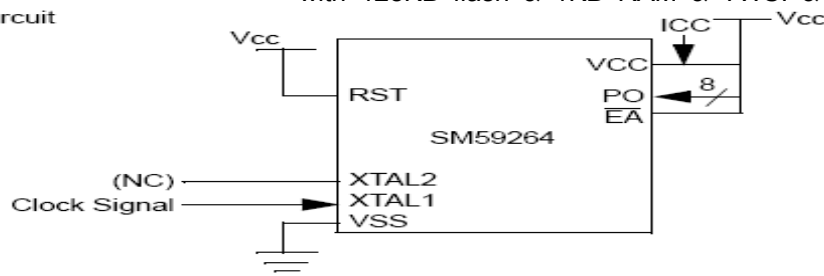 rcuit
Vcc
ICC
Vcc
VCC
RST
8
PO
EA
SM59264
(NC)
XTAL2
Clock Signal
XTAL1
VSS